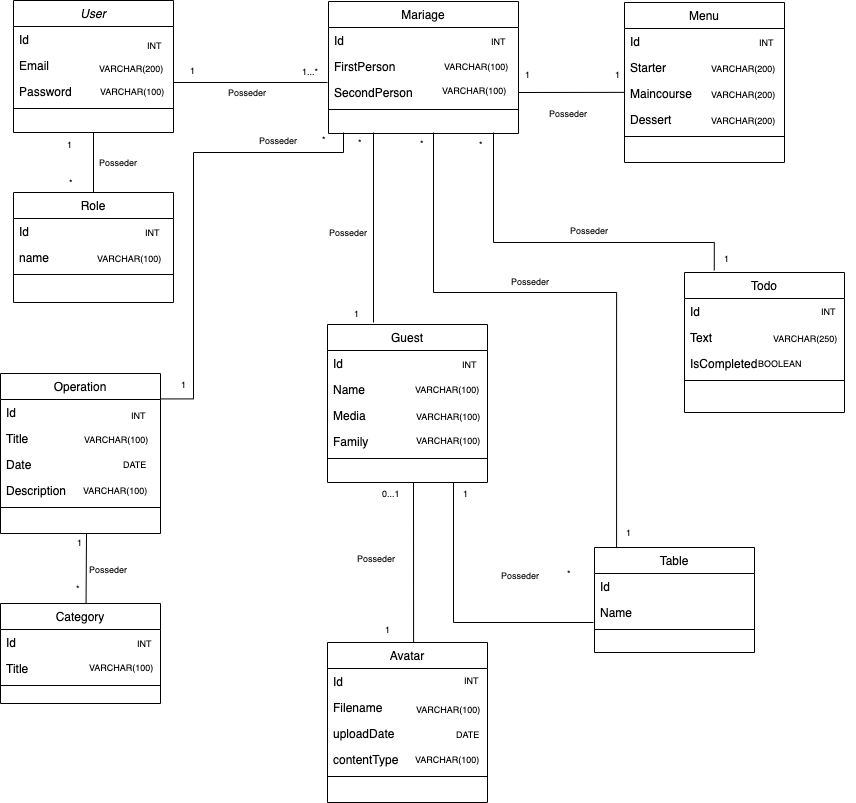 User
Id INT
Email VARCHAR(200)
Password VARCHAR(100)
1
1...*
Posseder
Mariage
Id INT
FirstPerson VARCHAR(100)
SecondPerson VARCHAR(100)
1
1
Posseder
Menu
Id INT
Starter VARCHAR(200)
Maincourse VARCHAR(200)
Dessert VARCHAR(200)
1
Posseder
*
Role
Id INT
name VARCHAR(100)
Posseder
*
*
*
*
Posseder
Posseder
Posseder
1
1
1
Todo
Id INT
Text VARCHAR(250)
IsCompleted BOOLEAN
Guest
Id INT
Name VARCHAR(100)
Media VARCHAR(100)
Family VARCHAR(100)
Operation
Id INT
Title VARCHAR(100)
Date DATE
Description VARCHAR(100)
1
Posseder
*
Category
Id INT
Title VARCHAR(100)
0...1
1
Posseder
1
Posseder
*
1
Table
Id
Name
Avatar
Id INT
Filename VARCHAR(100)
uploadDate DATE
contentType VARCHAR(100)